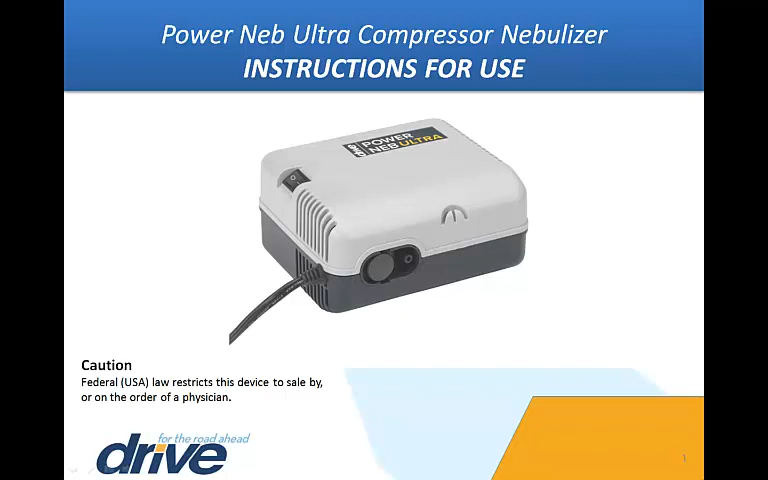 Power Neb Ultra Compressor Nebulizer
INSTRUCTIONS FOR USE
drive
POWER
NEB ULTRA
Caution
Federal (USA) law restricts this device to sale by,
or on the order of a physician.
for the road ahead
drive
1